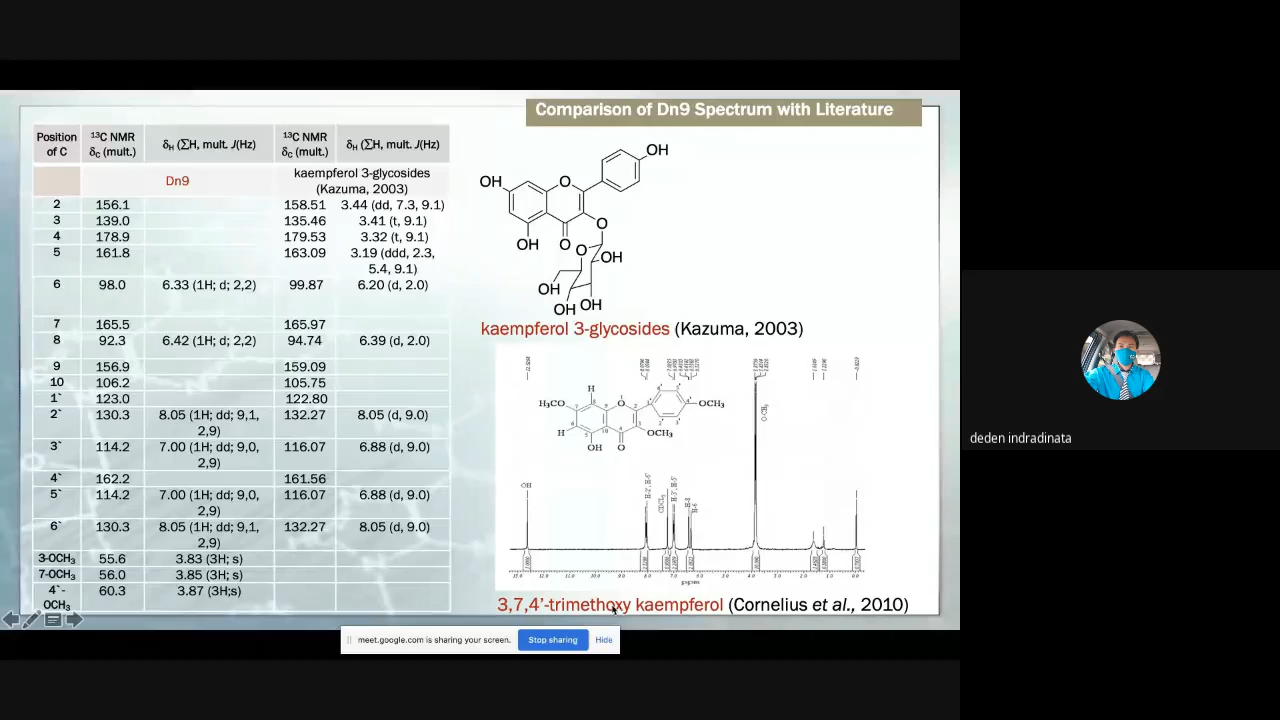 Comparison of Dn9 Spectrum with Literature
Position of C	¹³C NMR δC (mult.)	δH (ΣH, mult. J(Hz)	¹³C NMR δC (mult.)	δH (ΣH, mult. J(Hz)
Dn9	kaempferol 3-glycosides (Kazuma, 2003)
2	156.1		158.51	3.44 (dd, 7.3, 9.1)
3	139.0		135.46	3.41 (t, 9.1)
4	178.9		179.53	3.32 (t, 9.1)
5	161.8		163.09	3.19 (ddd, 2.3, 5.4, 9.1)
6	98.0	6.33 (1H; d; 2,2)	99.87	6.20 (d, 2.0)
7	165.5		165.97
8	92.3	6.42 (1H; d; 2,2)	94.74	6.39 (d, 2.0)
9	156.9		159.09
10	106.2		105.75
1`	123.0		122.80
2`	130.3	8.05 (1H; dd; 9,1, 2,9)	132.27	8.05 (d, 9.0)
3`	114.2	7.00 (1H; dd; 9,0, 2,9)	116.07	6.88 (d, 9.0)
4`	162.2		161.56
5`	114.2	7.00 (1H; dd; 9,0, 2,9)	116.07	6.88 (d, 9.0)
6`	130.3	8.05 (1H; dd; 9,1, 2,9)	132.27	8.05 (d, 9.0)
3-OCH₃	55.6	3.83 (3H; s)
7-OCH₃	56.0	3.85 (3H; s)
4`-OCH₃	60.3	3.87 (3H;s)
OH
OH
O
O
OH
O
O
OH
OH
OH
OH
kaempferol 3-glycosides (Kazuma, 2003)
H
H₃CO
OCH₃
H
OCH₃
OH
O
O-CH₃
OH
H-2', H-6'
CDCl₃
H-3', H-5'
H-8
H-6
3,7,4'-trimethoxy kaempferol (Cornelius et al., 2010)
meet.google.com is sharing your screen.
Stop sharing
Hide
deden indradinata